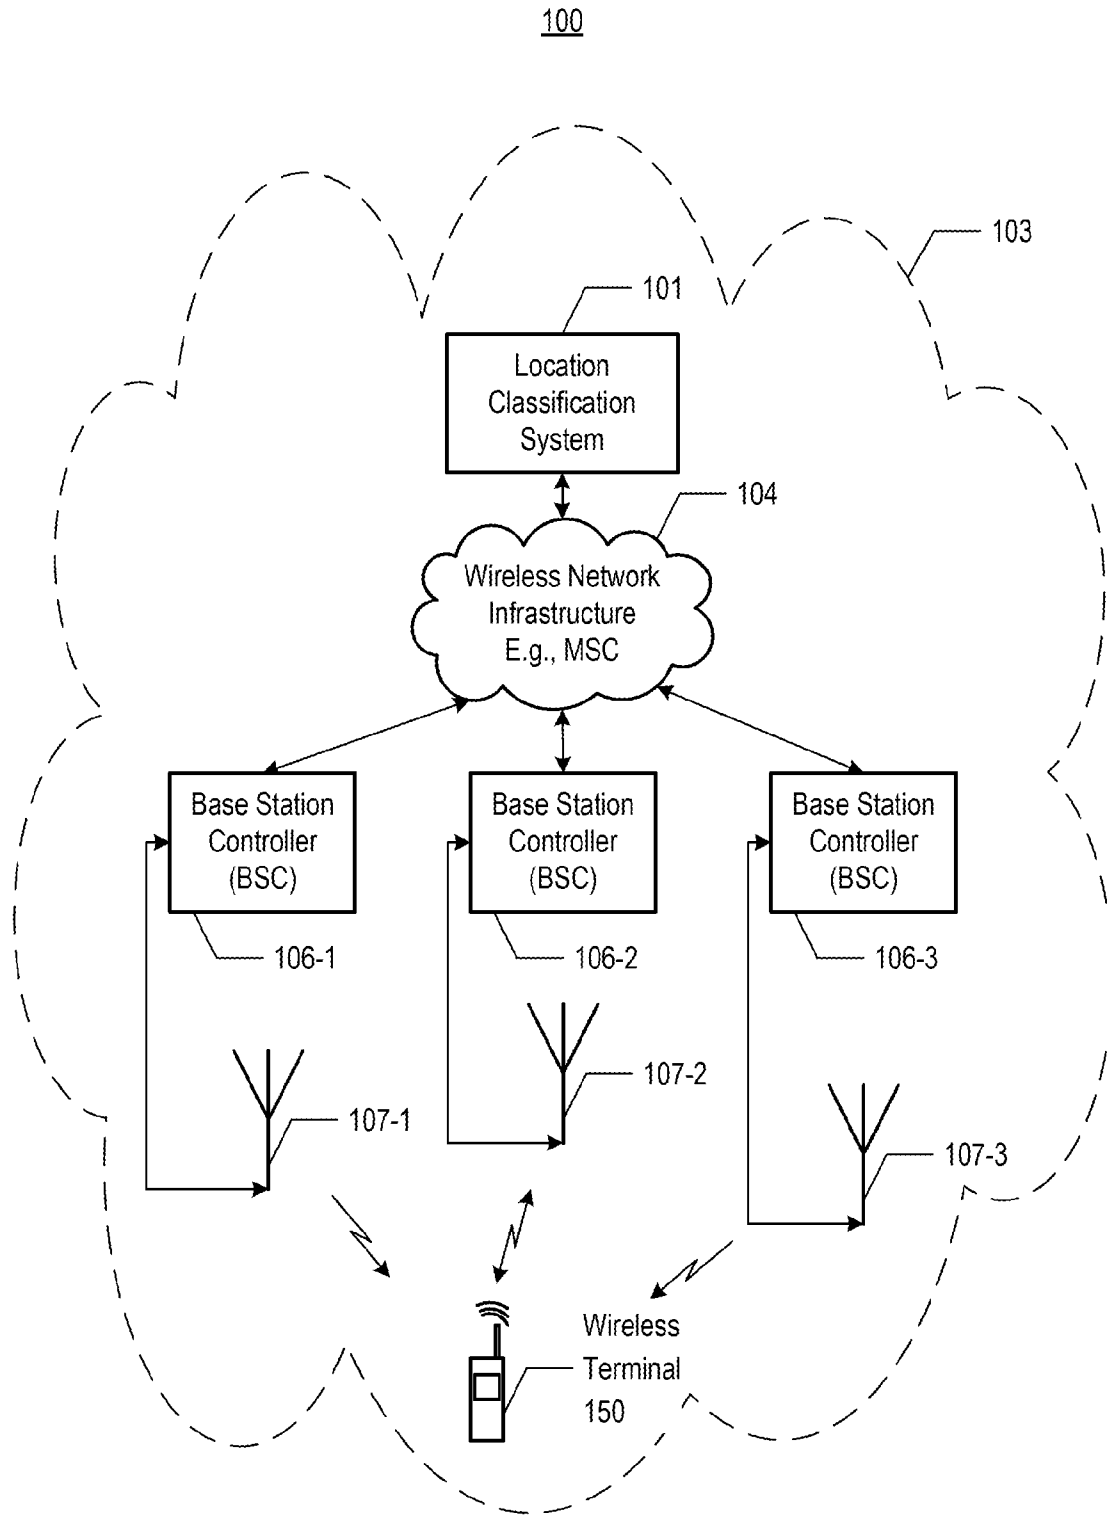 100
103
101
Location
Classification
System
104
Wireless Network
Infrastructure
E.g., MSC
Base Station
Controller
(BSC)
Base Station
Controller
(BSC)
Base Station
Controller
(BSC)
106-1
106-2
106-3
107-1
107-2
107-3
Wireless
Terminal
150